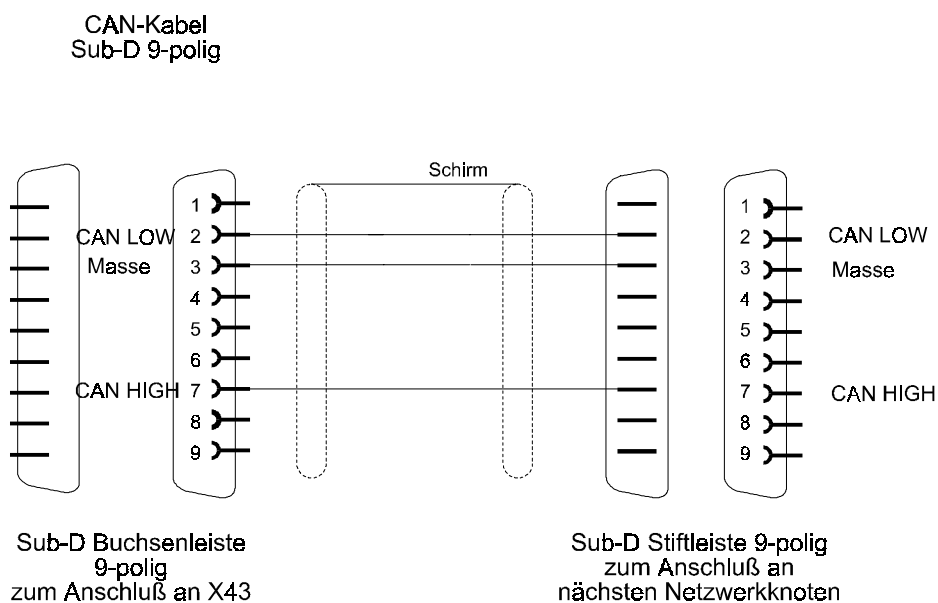 CAN-Kabel
Sub-D 9-polig
Schirm
1
CAN LOW 2
Masse 3
4
5
6
CAN HIGH 7
8
9
1
2 CAN LOW
3 Masse
4
5
6
7 CAN HIGH
8
9
Sub-D Buchsenleiste
9-polig
zum Anschluß an X43
Sub-D Stiftleiste 9-polig
zum Anschluß an
nächsten Netzwerkknoten